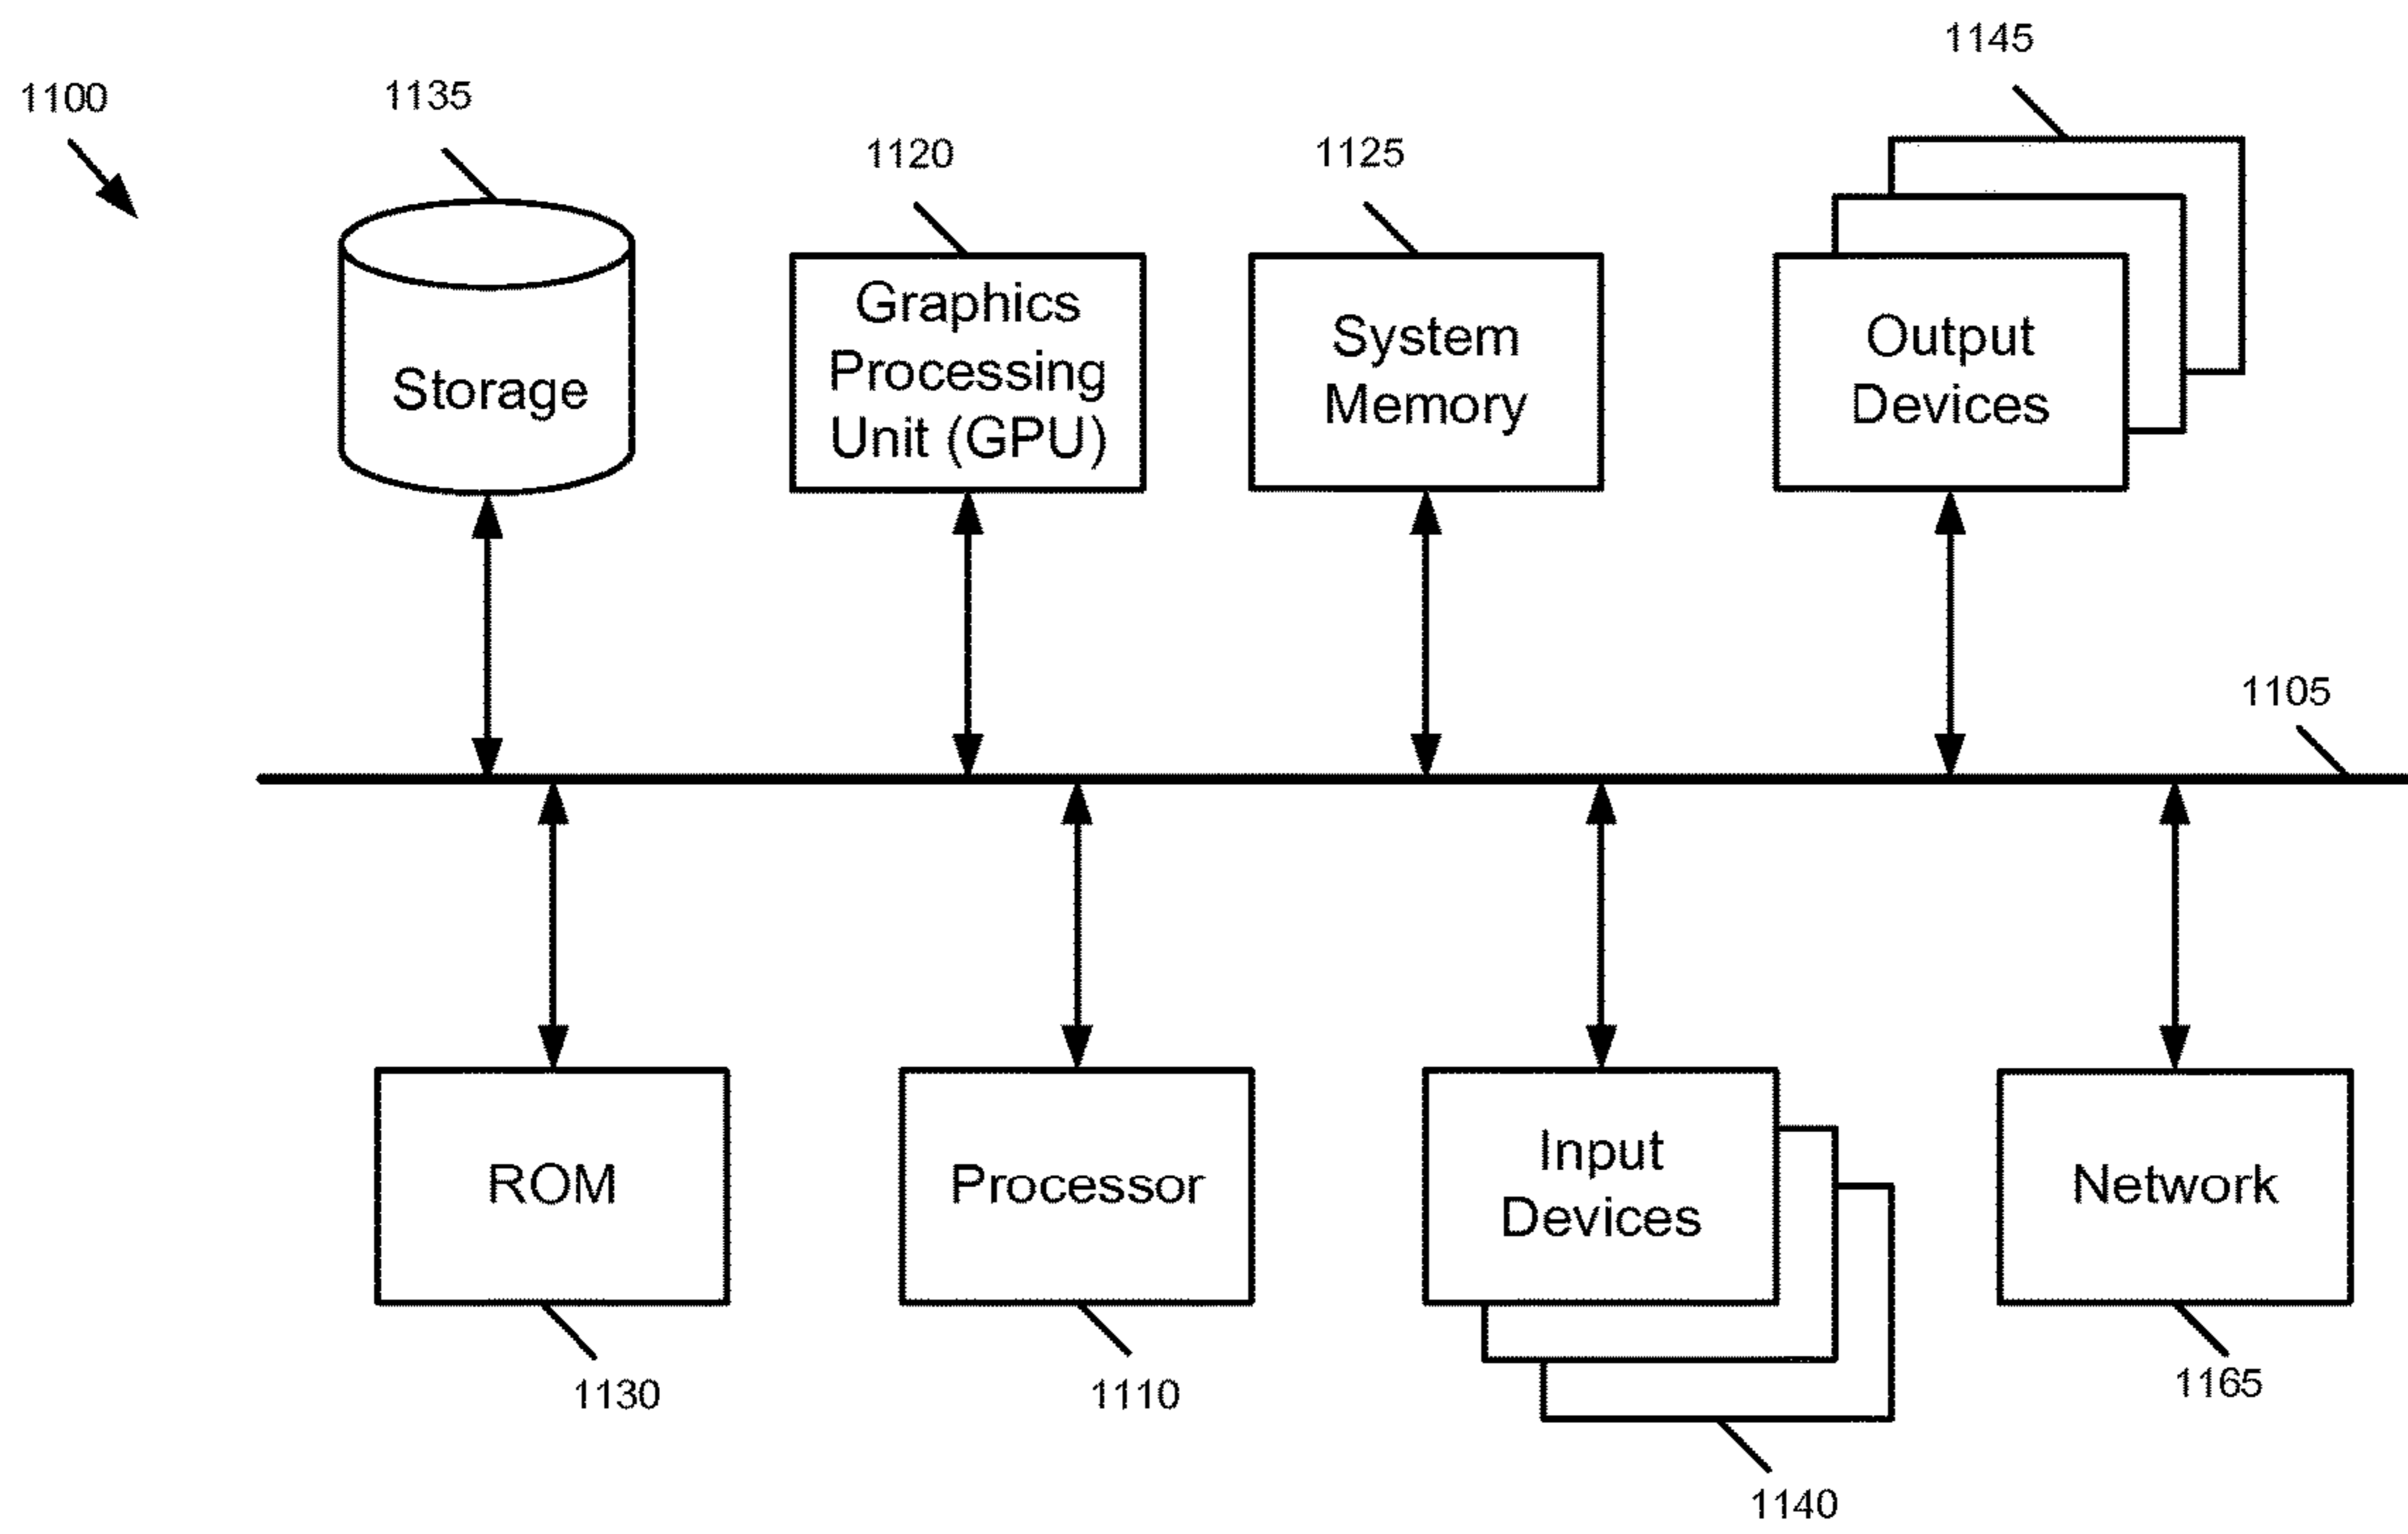 1145
1100
1135
1120
1125
Storage
Graphics
Processing
Unit (GPU)
System
Memory
Output
Devices
1105
ROM
Processor
Input
Devices
Network
1130
1110
1165
1140